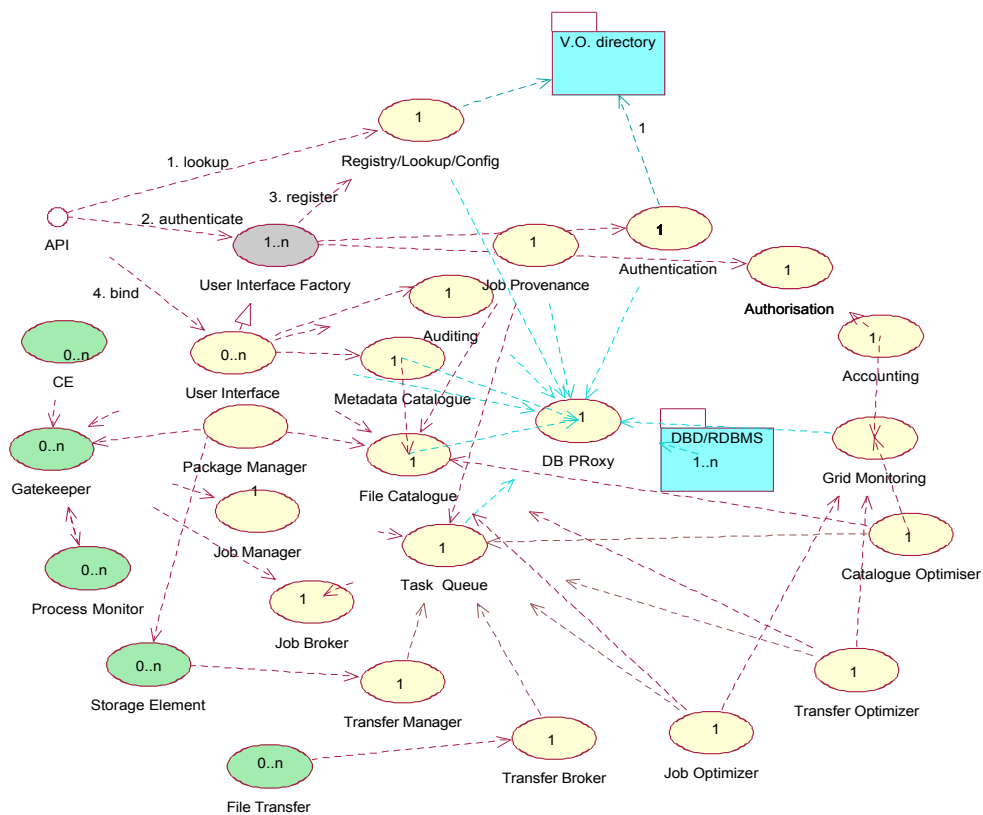 V.O. directory
1
1
1. lookup
Registry/Lookup/Config
3. register
2. authenticate
1
API
1..n
1
User Interface Factory
Job Provenance
Authentication
1
4. bind
1
Authorisation
Auditing
1
0..n
0..n
1
Accounting
CE
User Interface
Metadata Catalogue
1
DBD/RDBMS
0..n
1
1..n
Package Manager
DB PRoxy
Grid Monitoring
Gatekeeper
1
File Catalogue
1
Job Manager
1
1
0..n
Task Queue
Catalogue Optimiser
Process Monitor
1
Job Broker
0..n
1
1
Storage Element
Transfer Manager
Transfer Optimizer
1
1
0..n
Transfer Broker
Job Optimizer
File Transfer